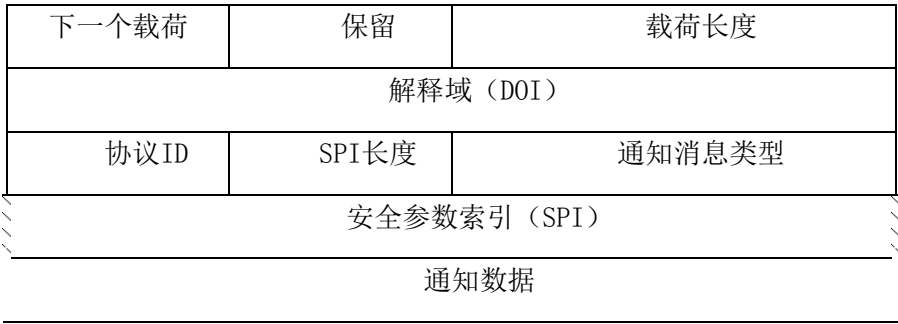 下一个载荷 保留 载荷长度
解释域（DOI）
协议ID SPI长度 通知消息类型
安全参数索引（SPI）
通知数据